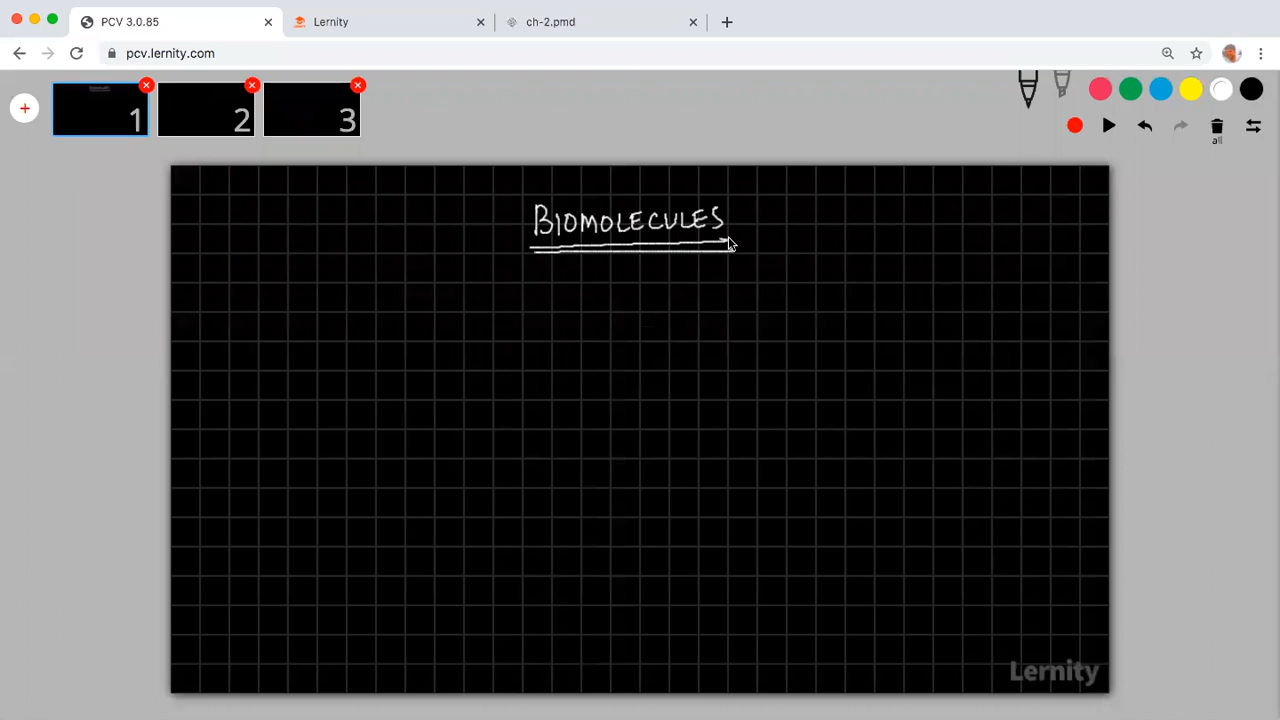 PCV 3.0.85
Lernity
ch-2.pmd
pcv.lernity.com
1
2
3
all
BIOMOLECULES
Lernity